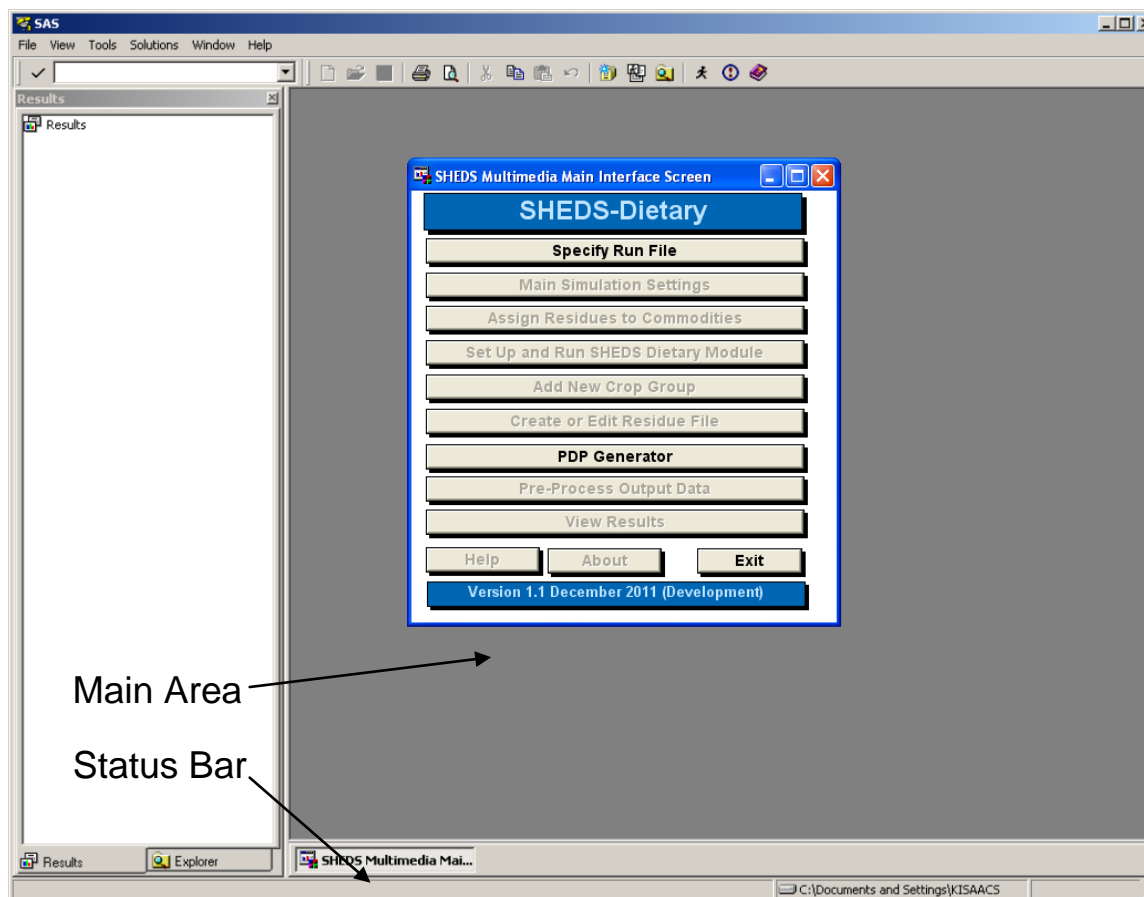 SAS
File View Tools Solutions Window Help
Results
Results
SHEDS Multimedia Main Interface Screen
SHEDS-Dietary
Specify Run File
Main Simulation Settings
Assign Residues to Commodities
Set Up and Run SHEDS Dietary Module
Add New Crop Group
Create or Edit Residue File
PDP Generator
Pre-Process Output Data
View Results
Help About Exit
Version 1.1 December 2011 (Development)
Main Area
Status Bar
Results Explorer SHEDS Multimedia Mai...
C:\Documents and Settings\KISAACS